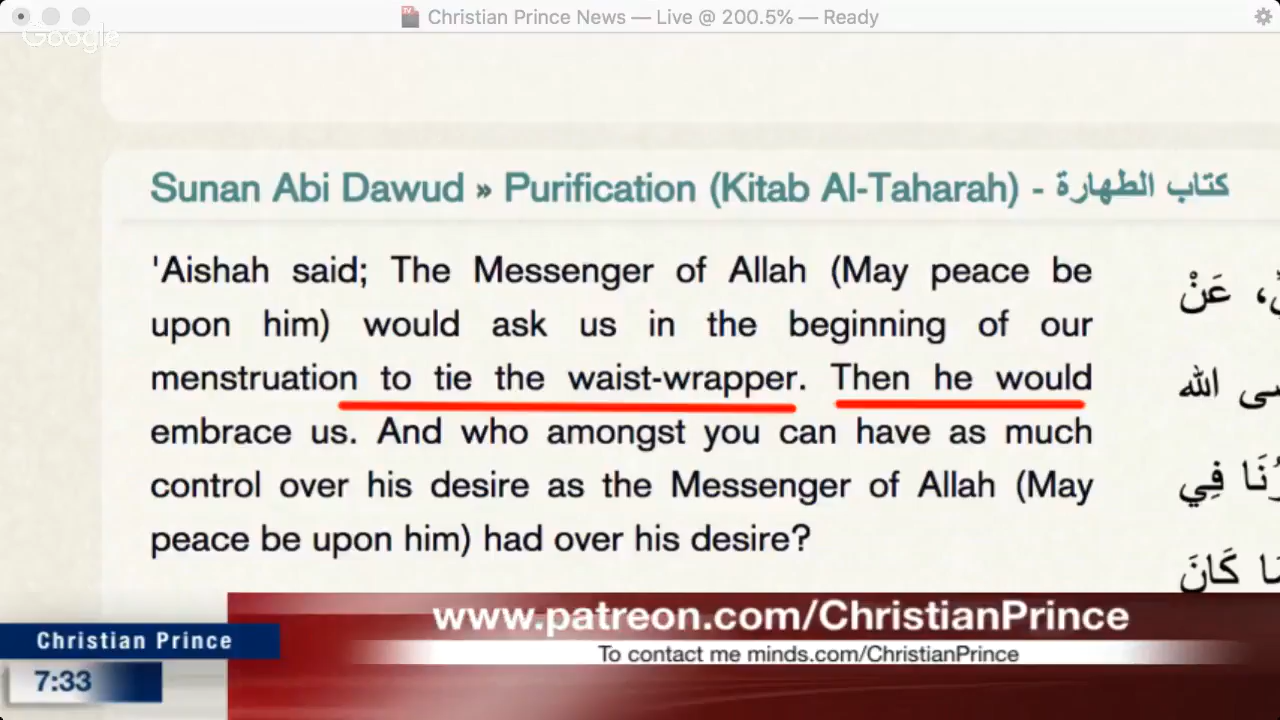 Christian Prince News — Live @ 200.5% — Ready
Google
Sunan Abi Dawud » Purification (Kitab Al-Taharah) - كتاب الطهارة
'Aishah said; The Messenger of Allah (May peace be
upon him) would ask us in the beginning of our
menstruation to tie the waist-wrapper. Then he would
embrace us. And who amongst you can have as much
control over his desire as the Messenger of Allah (May
peace be upon him) had over his desire?
، عَنْ
الله
فِي
كَانَ
www.patreon.com/ChristianPrince
To contact me minds.com/ChristianPrince
Christian Prince
7:33